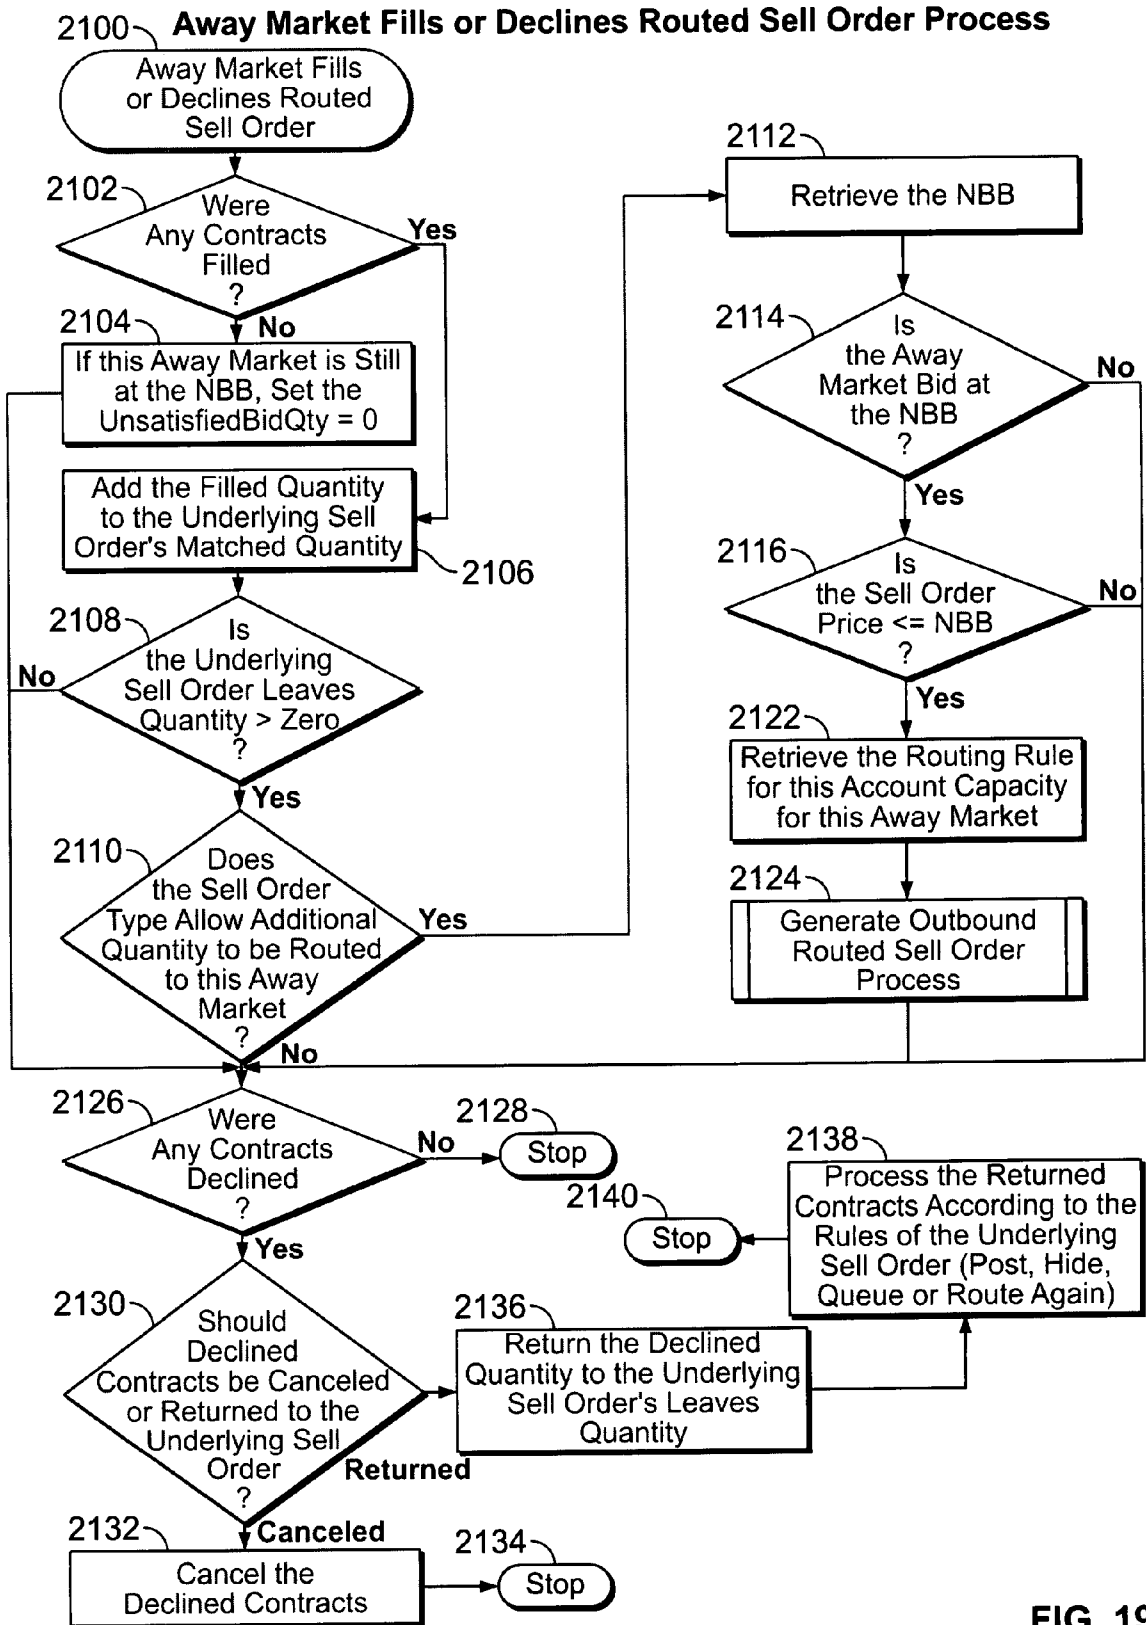 Away Market Fills or Declines Routed Sell Order Process
2100
Away Market Fills
or Declines Routed
Sell Order
2102
Were
Any Contracts
Filled
?
Yes
No
2104
If this Away Market is Still
at the NBB, Set the
UnsatisfiedBidQty = 0
Add the Filled Quantity
to the Underlying Sell
Order's Matched Quantity
2106
2108
Is
the Underlying
Sell Order Leaves
Quantity > Zero
?
No
Yes
2110
Does
the Sell Order
Type Allow Additional
Quantity to be Routed
to this Away
Market
?
Yes
No
2112
Retrieve the NBB
2114
Is
the Away
Market Bid at
the NBB
?
No
Yes
2116
Is
the Sell Order
Price <= NBB
?
No
Yes
2122
Retrieve the Routing Rule
for this Account Capacity
for this Away Market
2124
Generate Outbound
Routed Sell Order
Process
2126
Were
Any Contracts
Declined
?
No
2128
Stop
Yes
2130
Should
Declined
Contracts be Canceled
or Returned to the
Underlying Sell
Order
?
Returned
Canceled
2132
Cancel the
Declined Contracts
2134
Stop
2136
Return the Declined
Quantity to the Underlying
Sell Order's Leaves
Quantity
2138
Process the Returned
Contracts According to the
Rules of the Underlying
Sell Order (Post, Hide,
Queue or Route Again)
2140
Stop
FIG. 19